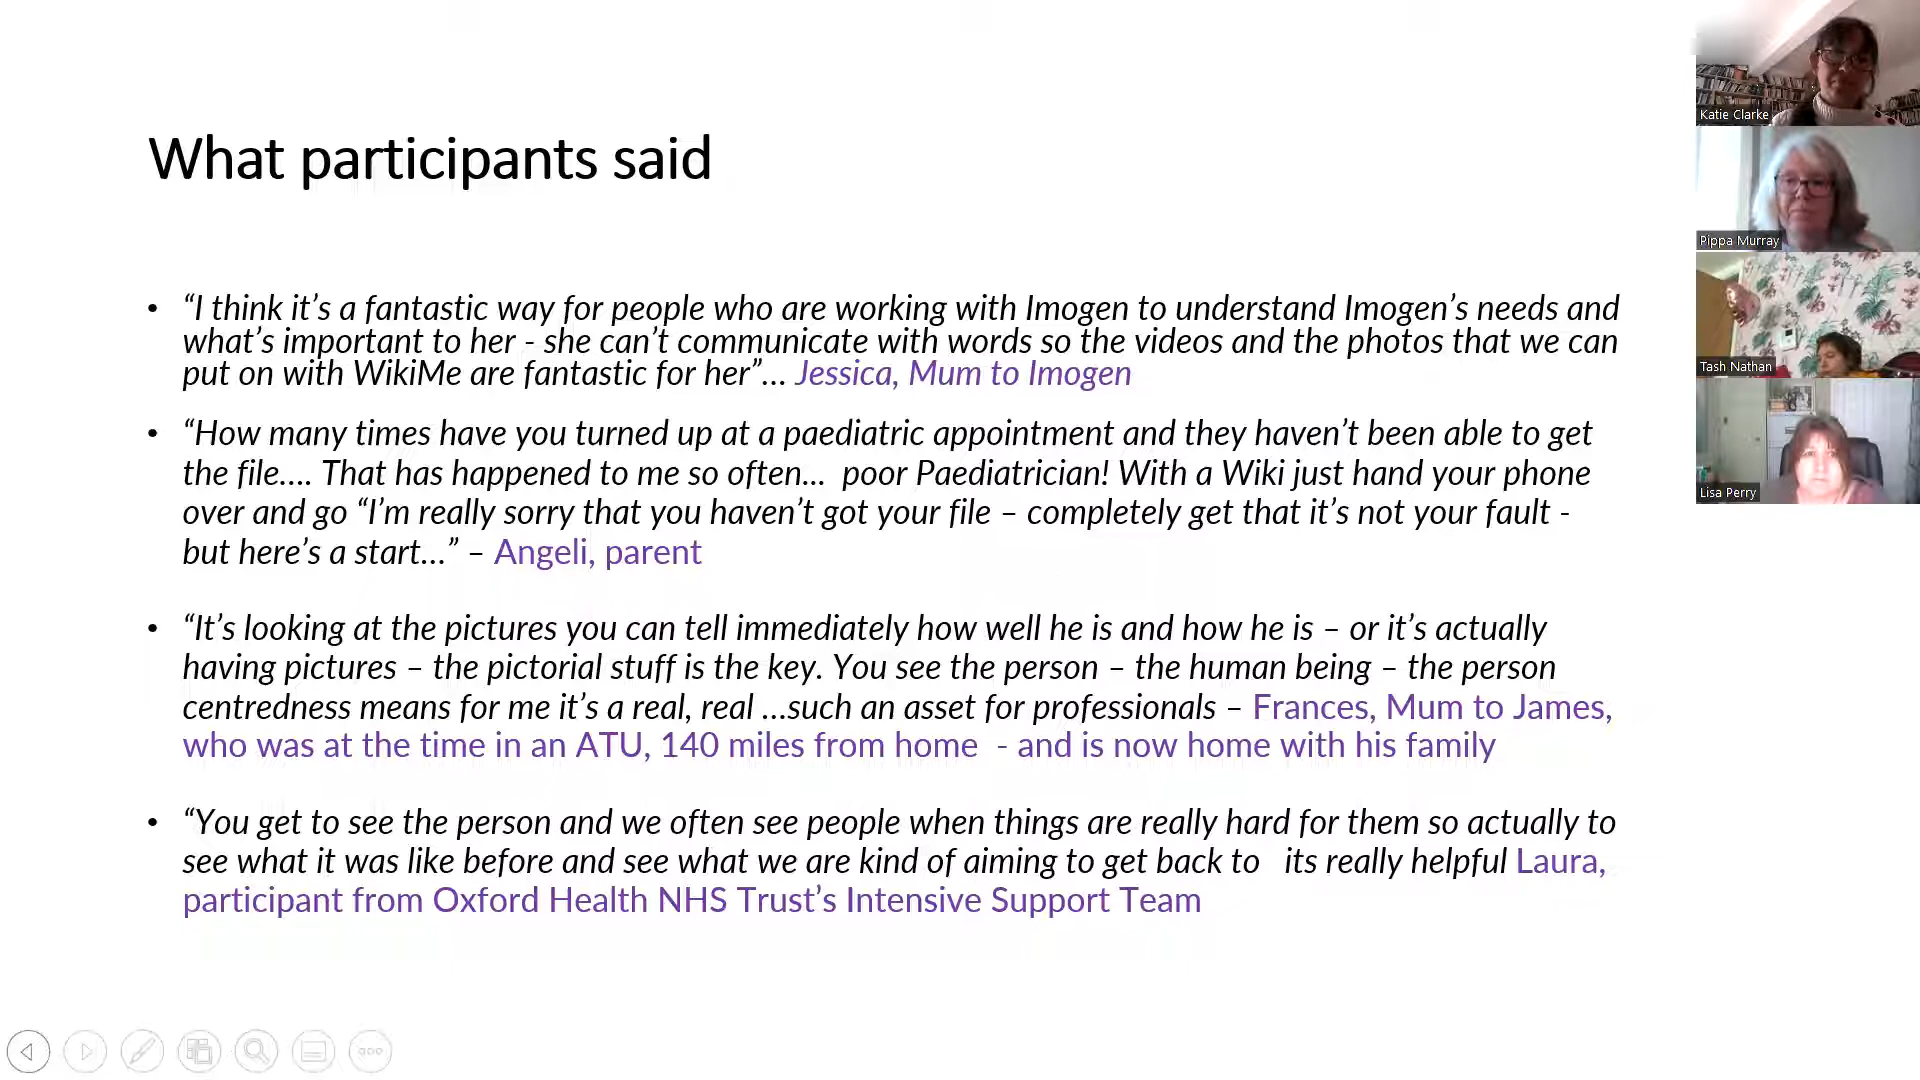 What participants said
• “I think it’s a fantastic way for people who are working with Imogen to understand Imogen’s needs and
what’s important to her - she can’t communicate with words so the videos and the photos that we can
put on with WikiMe are fantastic for her”… Jessica, Mum to Imogen
• “How many times have you turned up at a paediatric appointment and they haven’t been able to get
the file…. That has happened to me so often… poor Paediatrician! With a Wiki just hand your phone
over and go “I’m really sorry that you haven’t got your file – completely get that it’s not your fault -
but here’s a start…” – Angeli, parent
• “It’s looking at the pictures you can tell immediately how well he is and how he is – or it’s actually
having pictures – the pictorial stuff is the key. You see the person – the human being – the person
centredness means for me it’s a real, real …such an asset for professionals – Frances, Mum to James,
who was at the time in an ATU, 140 miles from home - and is now home with his family
• “You get to see the person and we often see people when things are really hard for them so actually to
see what it was like before and see what we are kind of aiming to get back to its really helpful Laura,
participant from Oxford Health NHS Trust’s Intensive Support Team
Katie Clarke
Pippa Murray
Tash Nathan
Lisa Perry